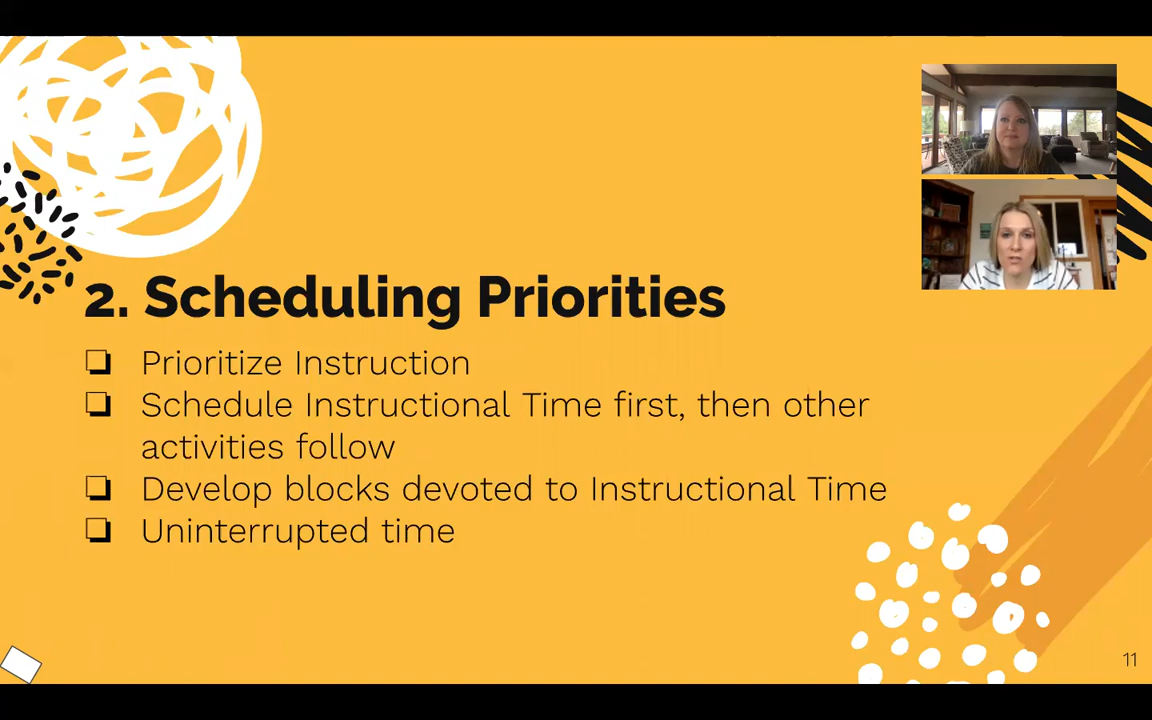 2. Scheduling Priorities
❏ Prioritize Instruction
❏ Schedule Instructional Time first, then other
activities follow
❏ Develop blocks devoted to Instructional Time
❏ Uninterrupted time
11